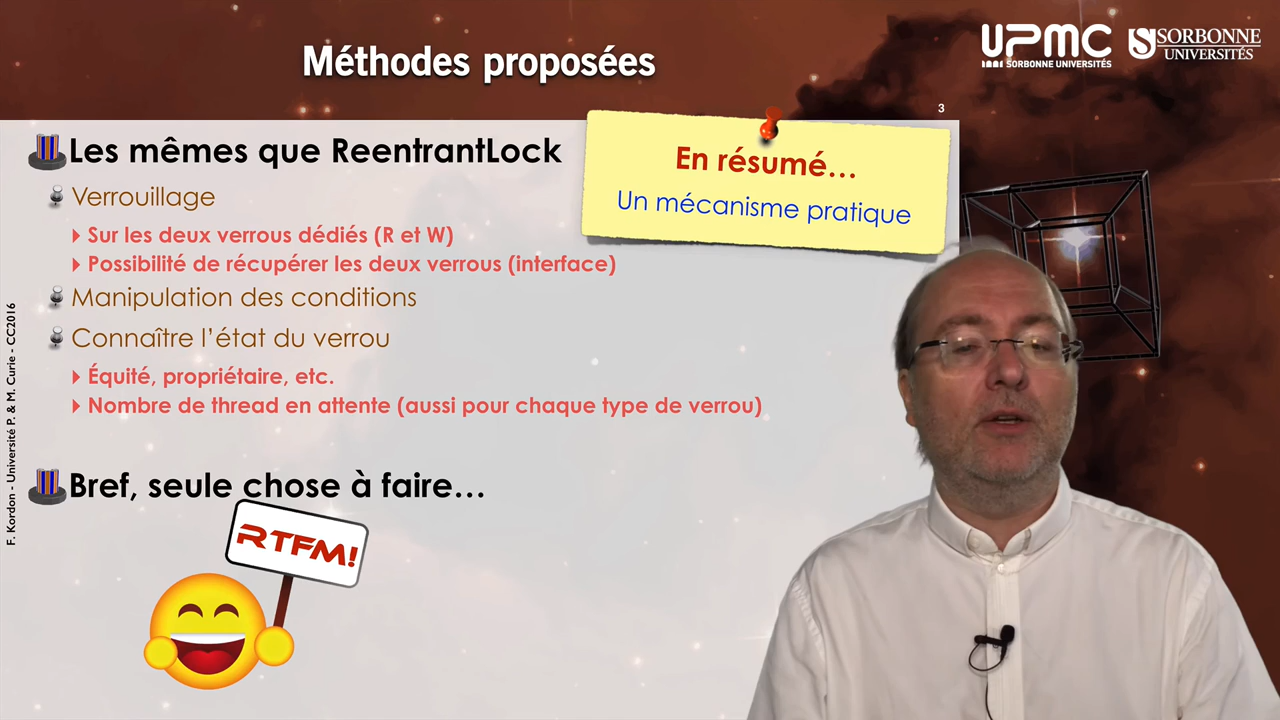 Méthodes proposées
UPMC
SORBONNE UNIVERSITÉS
S SORBONNE
UNIVERSITÉS
3
Les mêmes que ReentrantLock
En résumé…
Un mécanisme pratique
Verrouillage
Sur les deux verrous dédiés (R et W)
Possibilité de récupérer les deux verrous (interface)
Manipulation des conditions
Connaître l’état du verrou
Équité, propriétaire, etc.
Nombre de thread en attente (aussi pour chaque type de verrou)
Bref, seule chose à faire…
RTFM!
F. Kordon - Université P. & M. Curie - CC2016